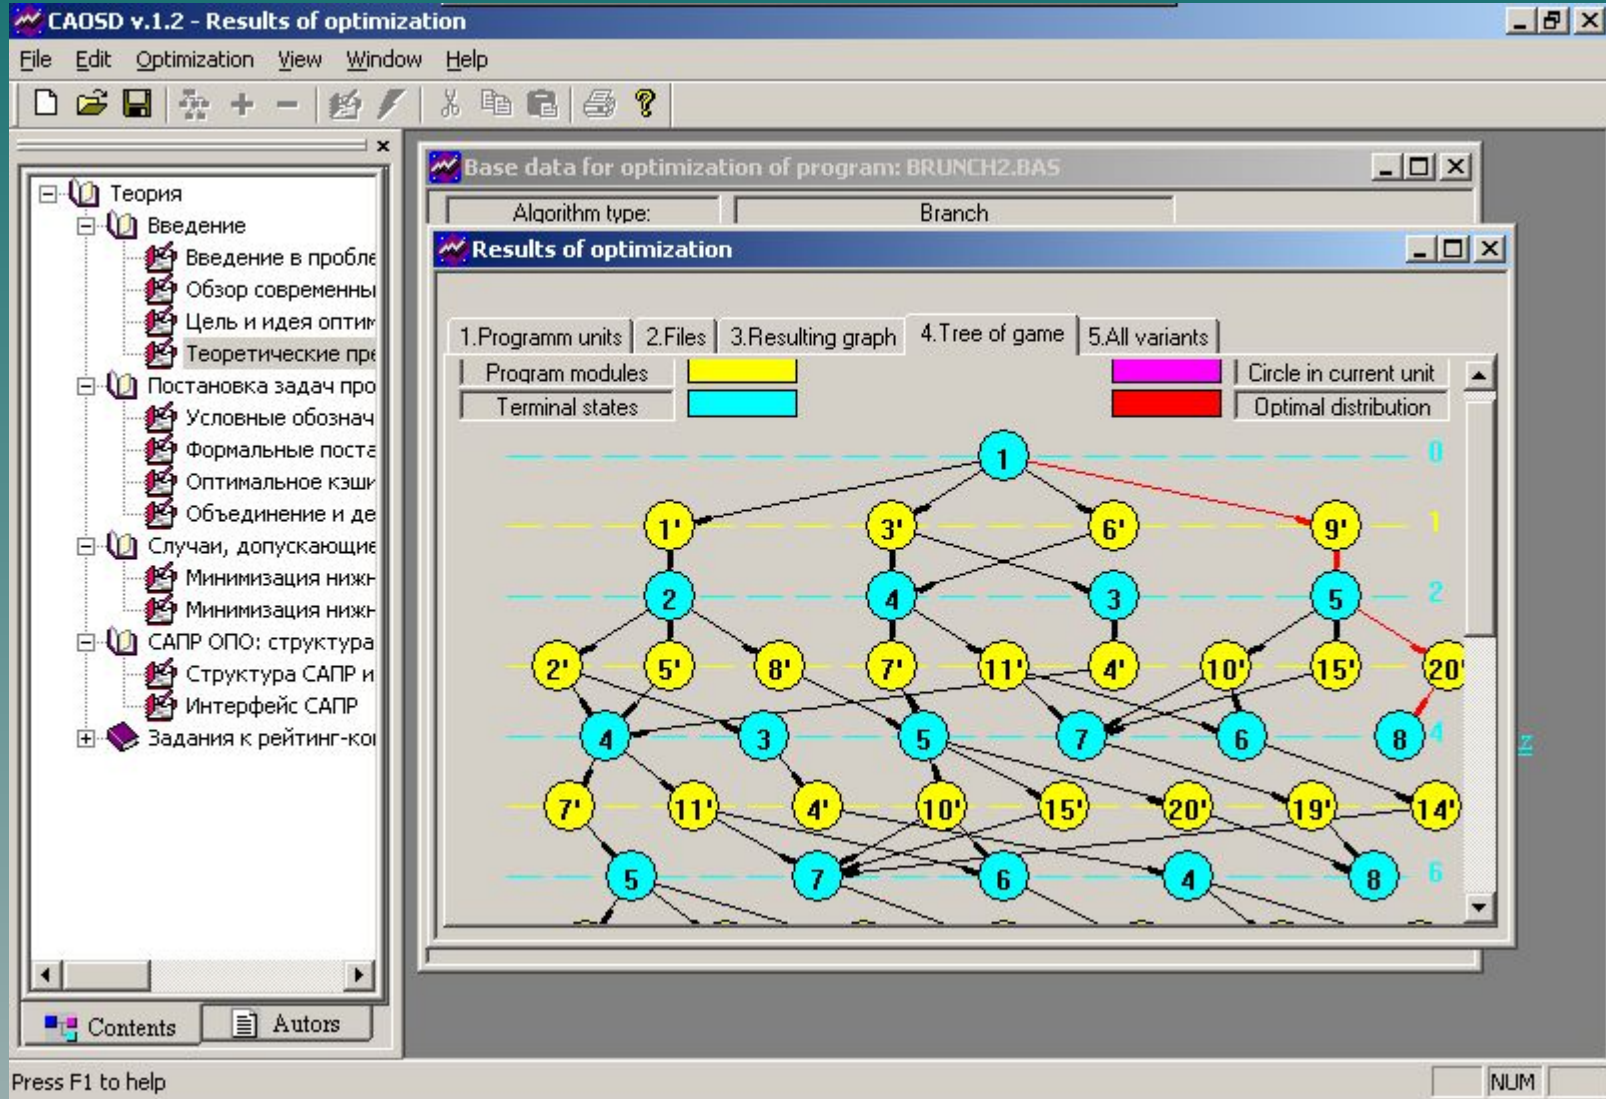 CAOSD v.1.2 - Results of optimization
File Edit Optimization View Window Help
Теория
Введение
Введение в пробле
Обзор современны
Цель и идея оптим
Теоретические пре
Постановка задач про
Условные обознач
Формальные поста
Оптимальное кэши
Объединение и де
Случаи, допускающие
Минимизация нижн
Минимизация нижн
САПР ОПО: структура
Структура САПР и
Интерфейс САПР
Задания к рейтинг-ко
Contents Autors
Base data for optimization of program: BRUNCH2.BAS
Algorithm type: Branch
Results of optimization
1.Programm units 2.Files 3.Resulting graph 4.Tree of game 5.All variants
Program modules Circle in current unit
Terminal states Optimal distribution
1 0
1' 3' 6' 9' 1
2 4 3 5 2
2' 5' 8' 7' 11' 4' 10' 15' 20'
4 3 5 7 6 8 4
z
7' 11' 4' 10' 15' 20' 19' 14'
5 7 6 4 8 6
Press F1 to help NUM